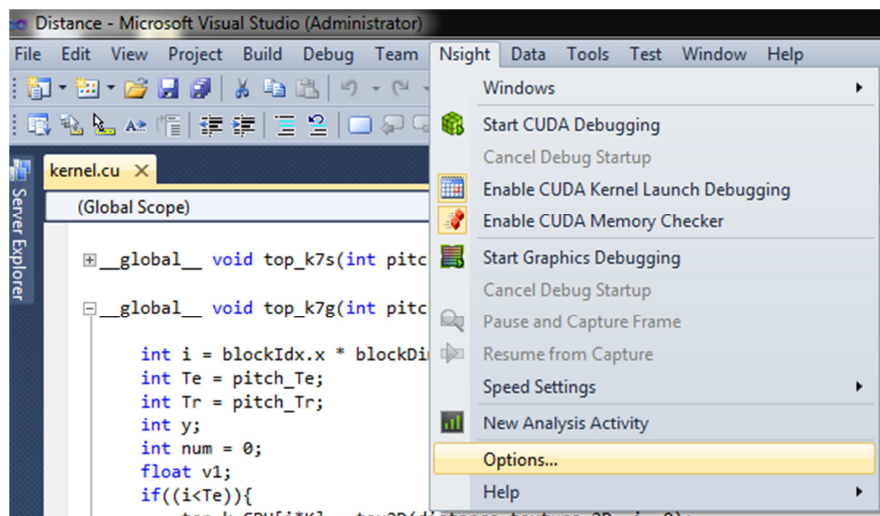 Distance - Microsoft Visual Studio (Administrator)
File Edit View Project Build Debug Team Nsight Data Tools Test Window Help
Windows
Start CUDA Debugging
Cancel Debug Startup
Enable CUDA Kernel Launch Debugging
Enable CUDA Memory Checker
Start Graphics Debugging
Cancel Debug Startup
Pause and Capture Frame
Resume from Capture
Speed Settings
New Analysis Activity
Options...
Help
Server Explorer
kernel.cu
(Global Scope)
__global__ void top_k7s(int pitc
__global__ void top_k7g(int pitc
int i = blockIdx.x * blockDi
int Te = pitch_Te;
int Tr = pitch_Tr;
int y;
int num = 0;
float v1;
if((i<Te)){